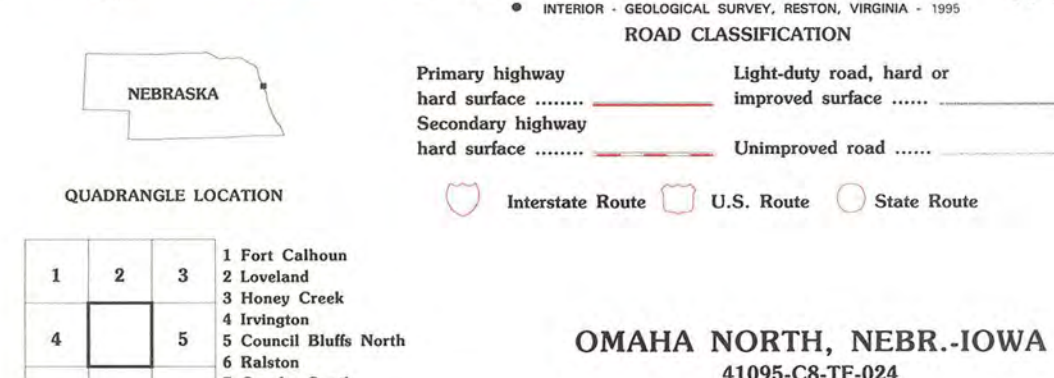 INTERIOR - GEOLOGICAL SURVEY, RESTON, VIRGINIA - 1995
ROAD CLASSIFICATION
Primary highway
hard surface ........
Light-duty road, hard or
improved surface ......
Secondary highway
hard surface ........
Unimproved road ......
Interstate Route U.S. Route State Route
NEBRASKA
QUADRANGLE LOCATION
1 2 3
4 5
1 Fort Calhoun
2 Loveland
3 Honey Creek
4 Irvington
5 Council Bluffs North
6 Ralston
OMAHA NORTH, NEBR.-IOWA
41095-C8-TF-024